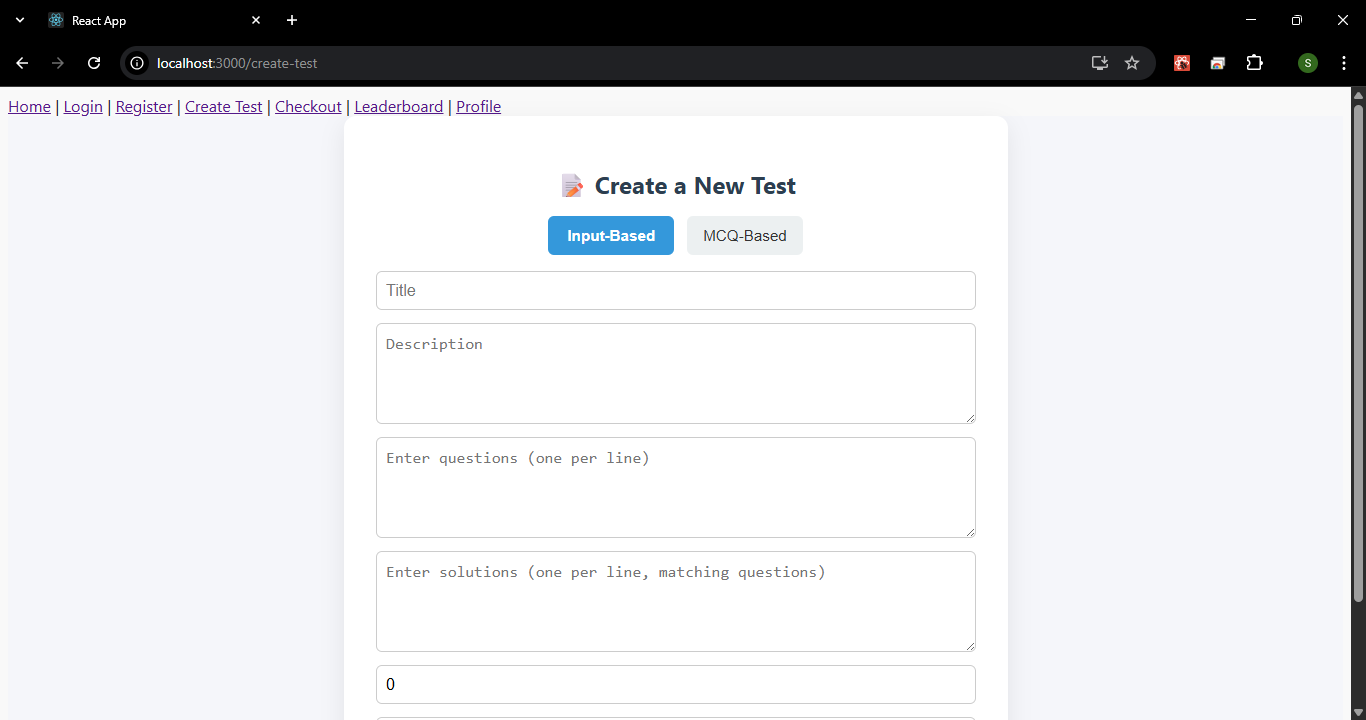 React App
localhost:3000/create-test
S
Home | Login | Register | Create Test | Checkout | Leaderboard | Profile
Create a New Test
Input-Based MCQ-Based
Title
Description
Enter questions (one per line)
Enter solutions (one per line, matching questions)
0